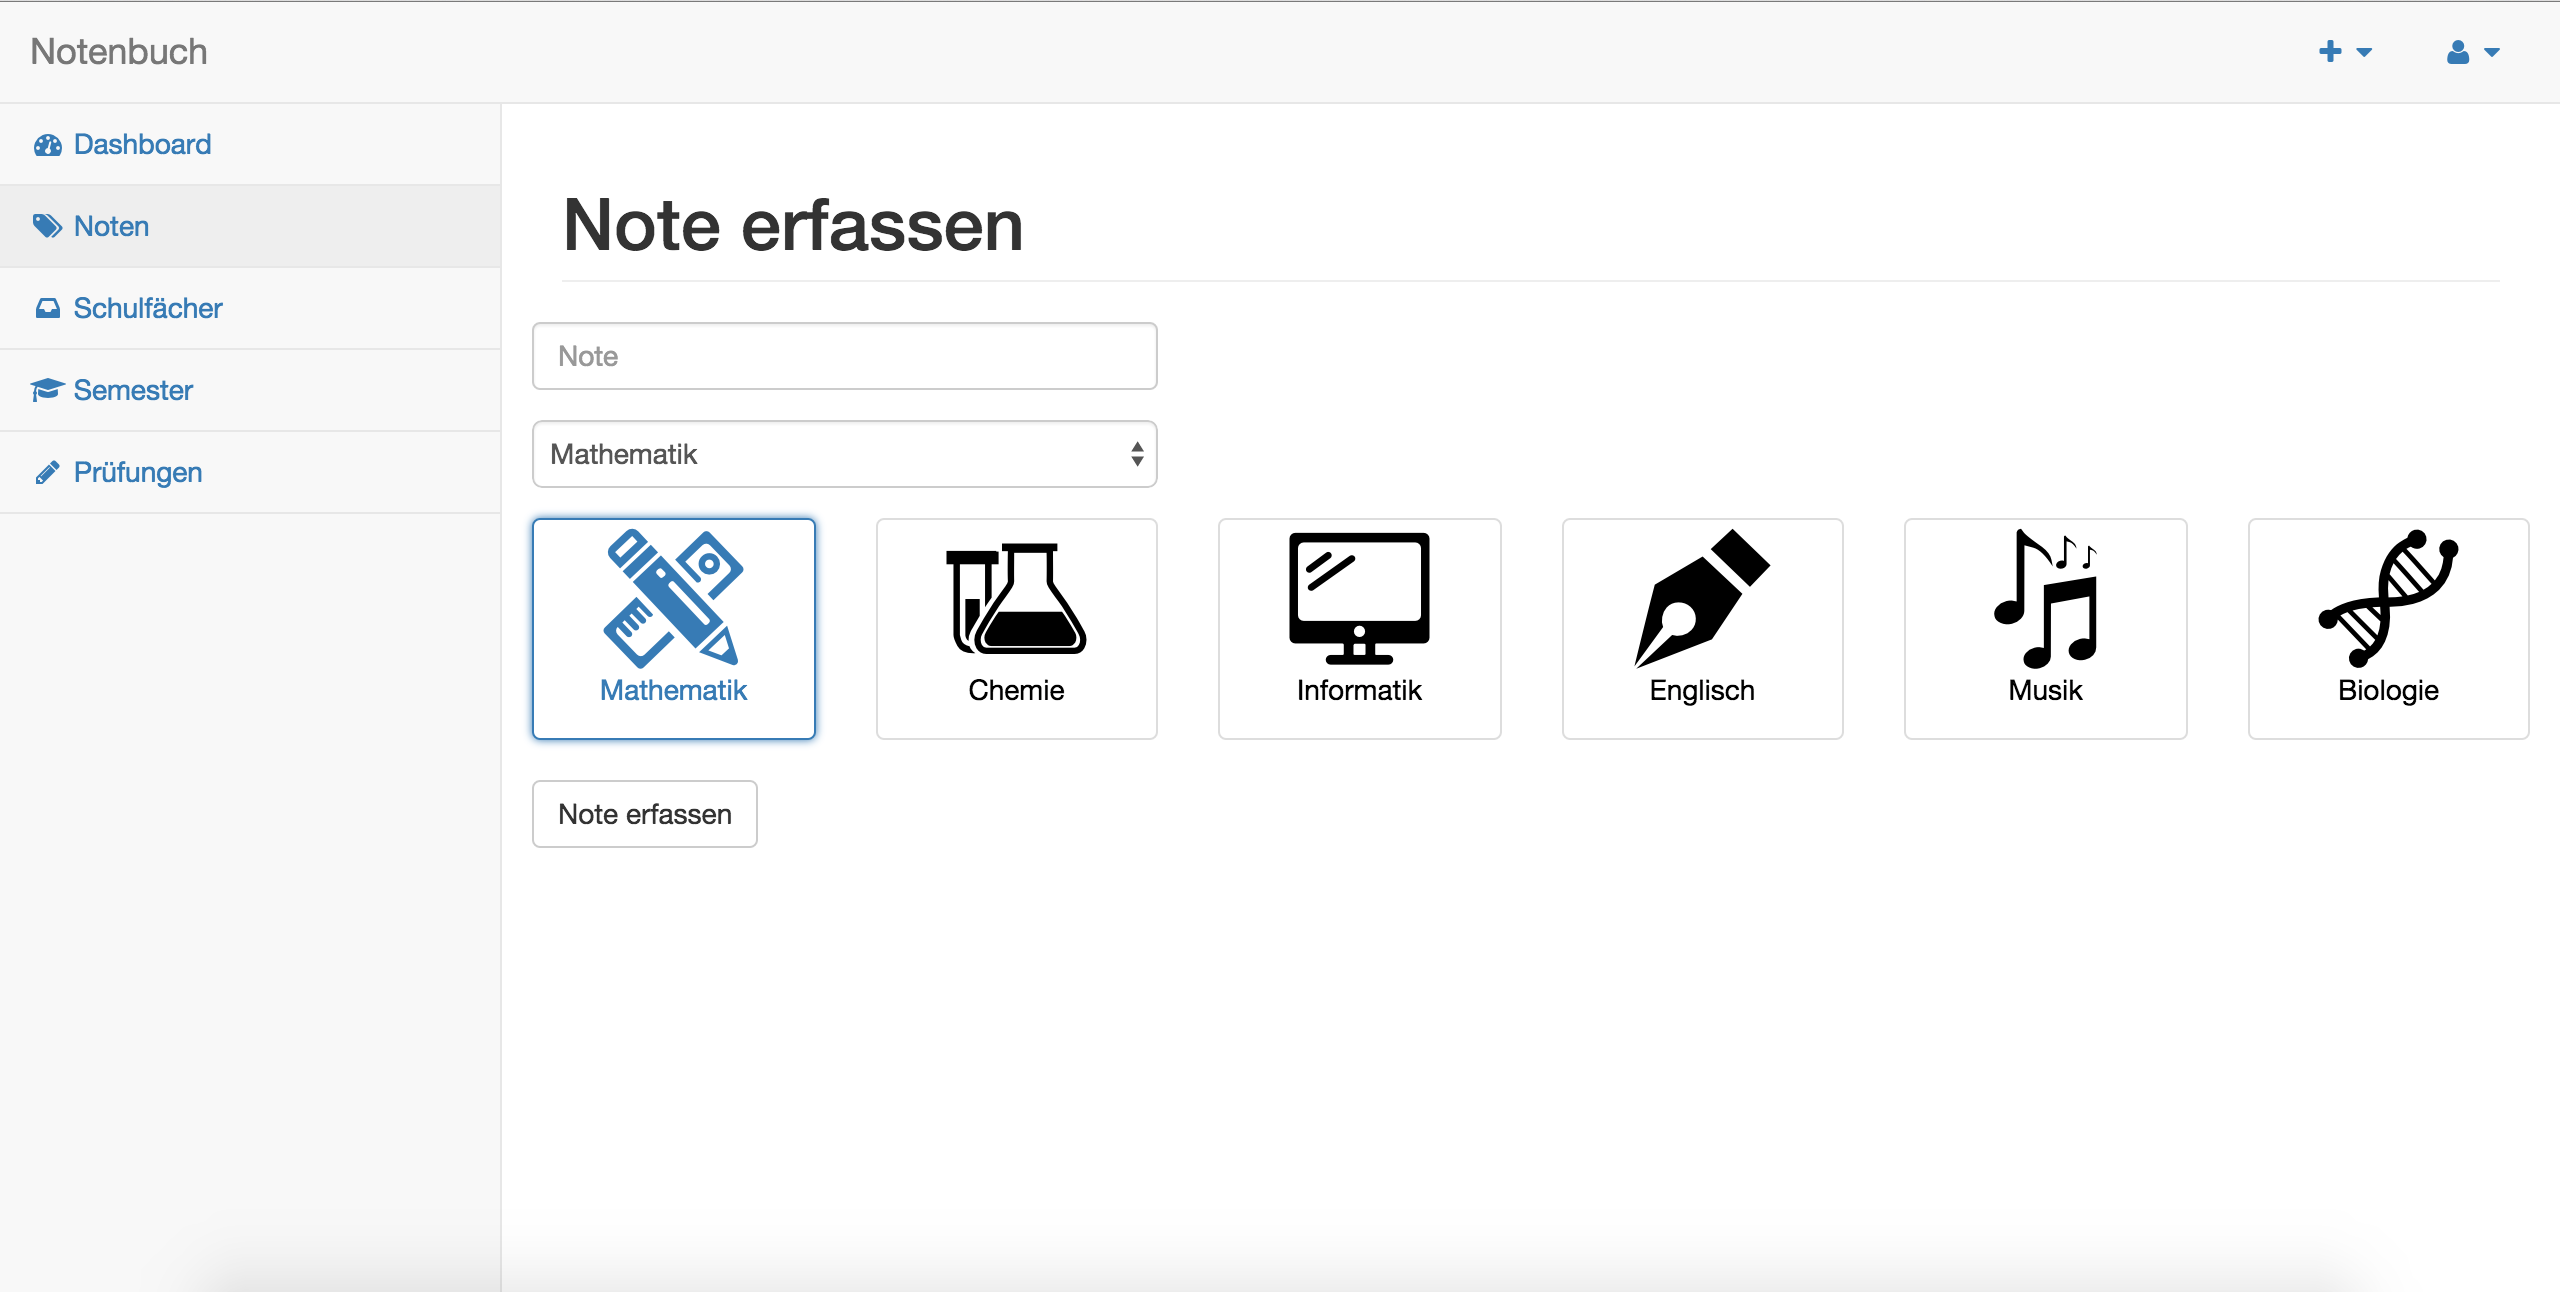 Notenbuch
Dashboard
Noten
Schulfächer
Semester
Prüfungen
Note erfassen
Note
Mathematik
Mathematik
Chemie
Informatik
Englisch
Musik
Biologie
Note erfassen